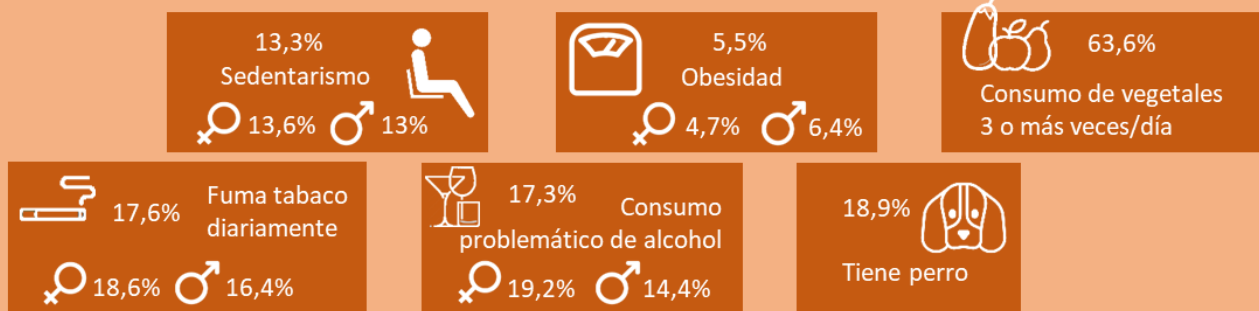 13,3%
Sedentarismo
13,6% 13%
5,5%
Obesidad
4,7% 6,4%
63,6%
Consumo de vegetales
3 o más veces/día
17,6%
Fuma tabaco
diariamente
18,6% 16,4%
17,3%
Consumo
problemático de alcohol
19,2% 14,4%
18,9%
Tiene perro